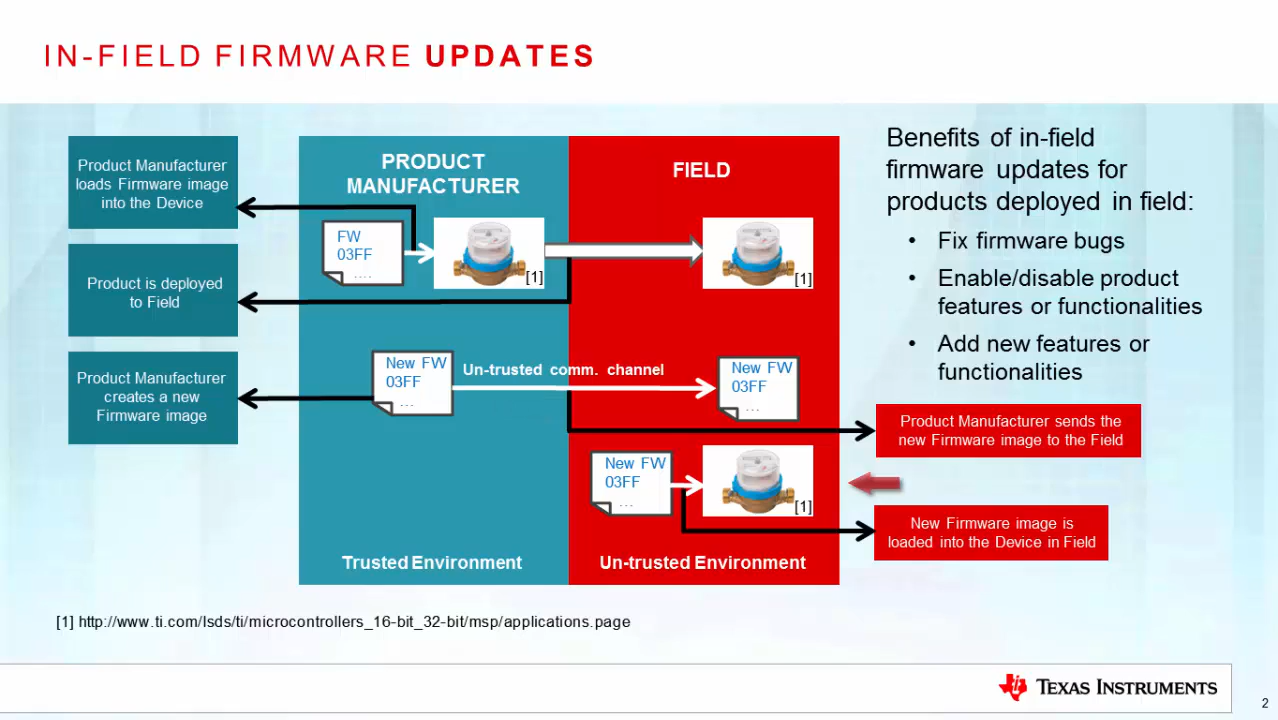 IN-FIELD FIRMWARE UPDATES
Product Manufacturer
loads Firmware image
into the Device
Product is deployed
to Field
Product Manufacturer
creates a new
Firmware image
PRODUCT
MANUFACTURER
FW
03FF
....
[1]
New FW
03FF
...
Un-trusted comm. channel
Trusted Environment
FIELD
[1]
New FW
03FF
...
New FW
03FF
...
[1]
Un-trusted Environment
Benefits of in-field
firmware updates for
products deployed in field:
• Fix firmware bugs
• Enable/disable product
features or functionalities
• Add new features or
functionalities
Product Manufacturer sends the
new Firmware image to the Field
New Firmware image is
loaded into the Device in Field
[1] http://www.ti.com/lsds/ti/microcontrollers_16-bit_32-bit/msp/applications.page
TEXAS INSTRUMENTS
2